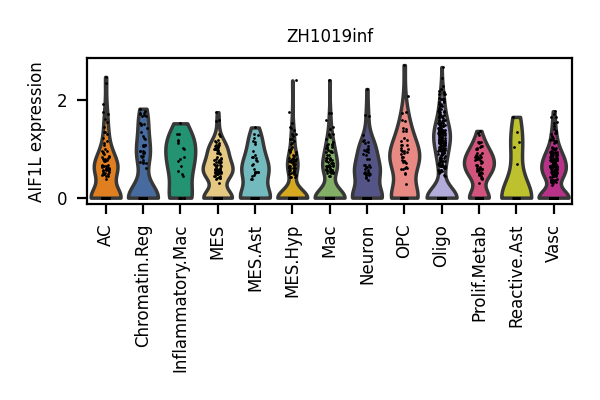 ZH1019inf
AIF1L expression
2
0
AC
Chromatin.Reg
Inflammatory.Mac
MES
MES.Ast
MES.Hyp
Mac
Neuron
OPC
Oligo
Prolif.Metab
Reactive.Ast
Vasc